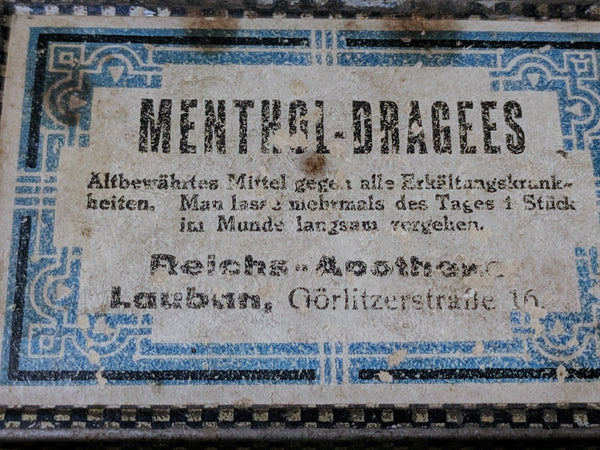 MENTHOL-DRAGEES
Altbewährtes Mittel gegen alle Erkältungskrank-
heiten. Man lasse mehrmals des Tages 1 Stück
im Munde langsam vergehen.
Reichs-Apotheke
Lauban, Görlitzerstraße 16.